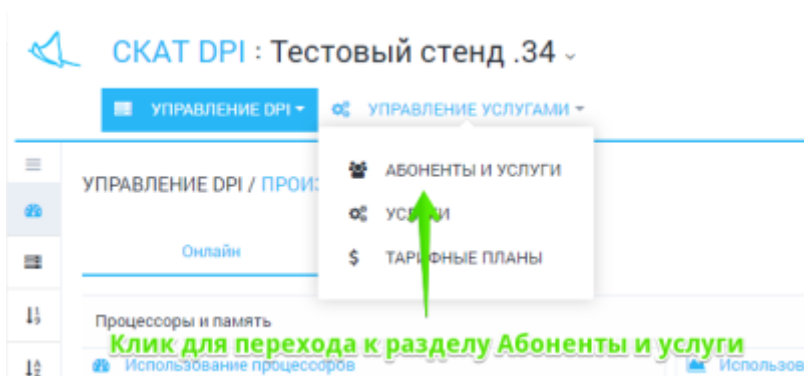 СКАТ DPI : Тестовый стенд .34
УПРАВЛЕНИЕ DPI УПРАВЛЕНИЕ УСЛУГАМИ
АБОНЕНТЫ И УСЛУГИ
УПРАВЛЕНИЕ DPI / ПРОИЗ
УСЛУГИ
Онлайн
$ ТАРИФНЫЕ ПЛАНЫ
Процессоры и память
Клик для перехода к разделу Абоненты и услуги
Использование процессоров Использов